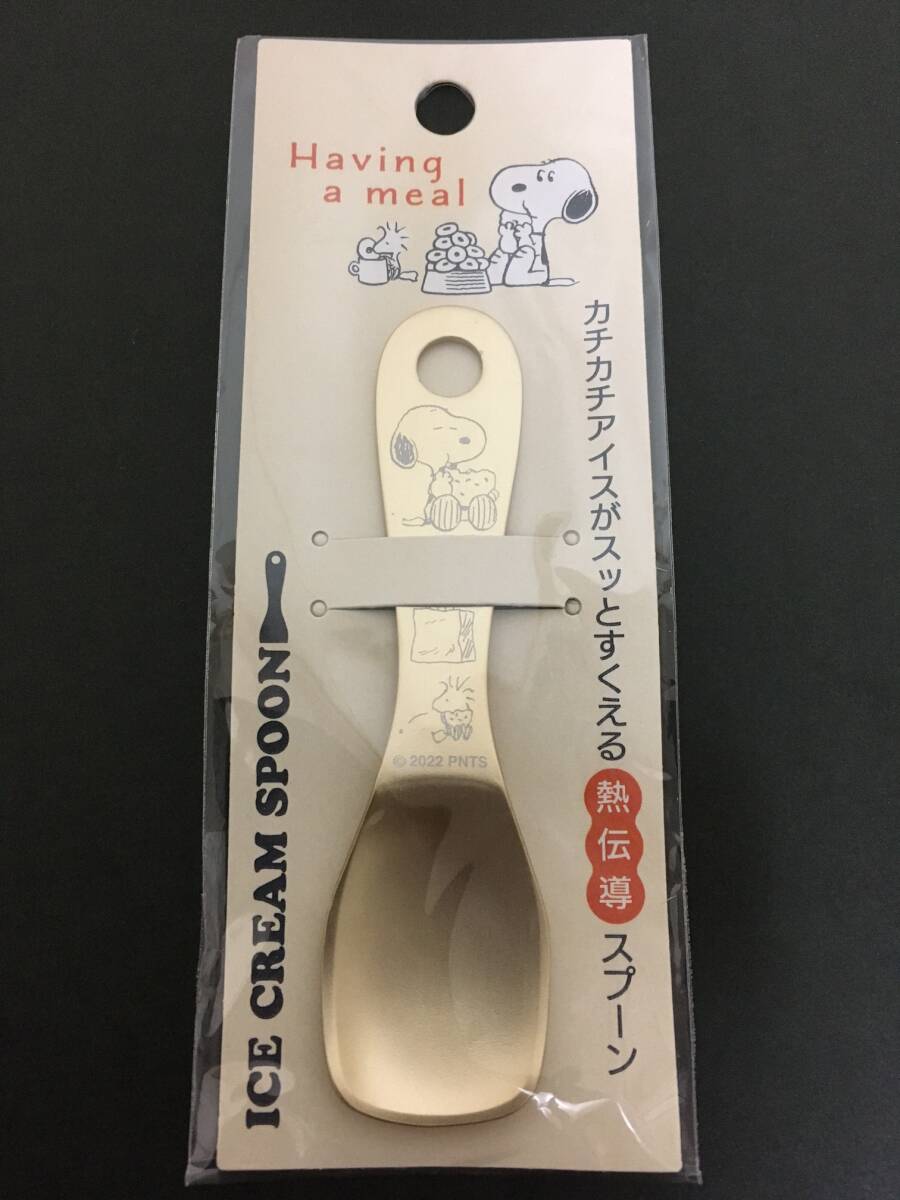 Having
a meal
カチカチアイスがスッとすくえる熱伝導スプーン
ICE CREAM SPOON
© 2022 PNTS